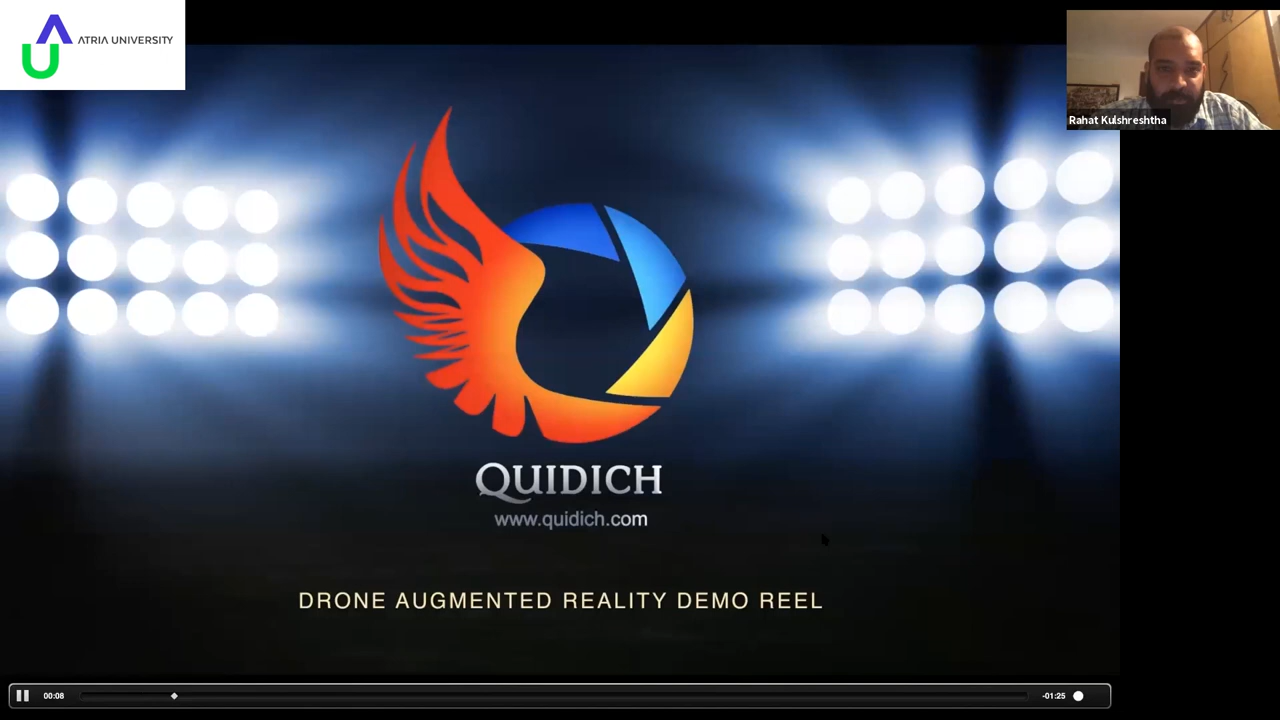 ATRIA UNIVERSITY
Rahat Kulshreshtha
QUIDICH
www.quidich.com
DRONE AUGMENTED REALITY DEMO REEL
00:08
-01:25